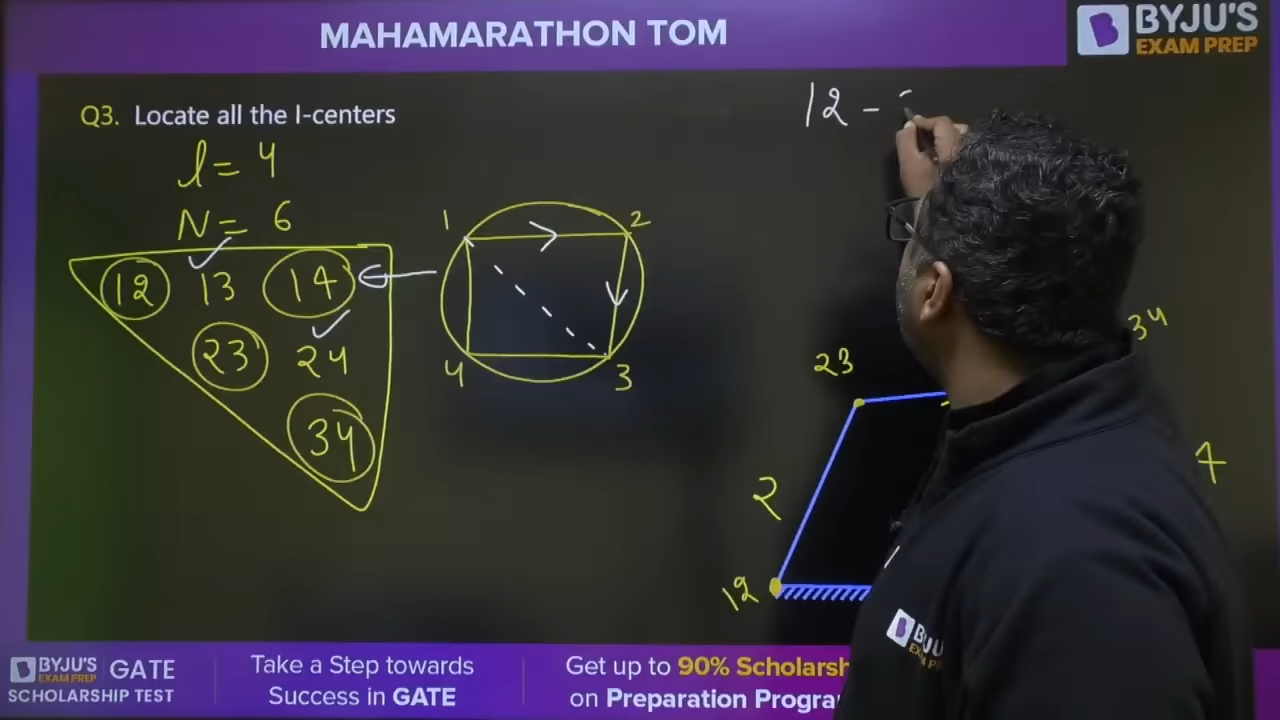 MAHAMARATHON TOM
BYJU'S
EXAM PREP
Q3. Locate all the I-centers
l = 4
N = 6
12 13 14
23 24
34
1 2
4 3
12 -
23
34
2
4
12
BYJU'S
EXAM PREP
GATE
SCHOLARSHIP TEST
Take a Step towards
Success in GATE
Get up to 90% Scholarsh
on Preparation Progra